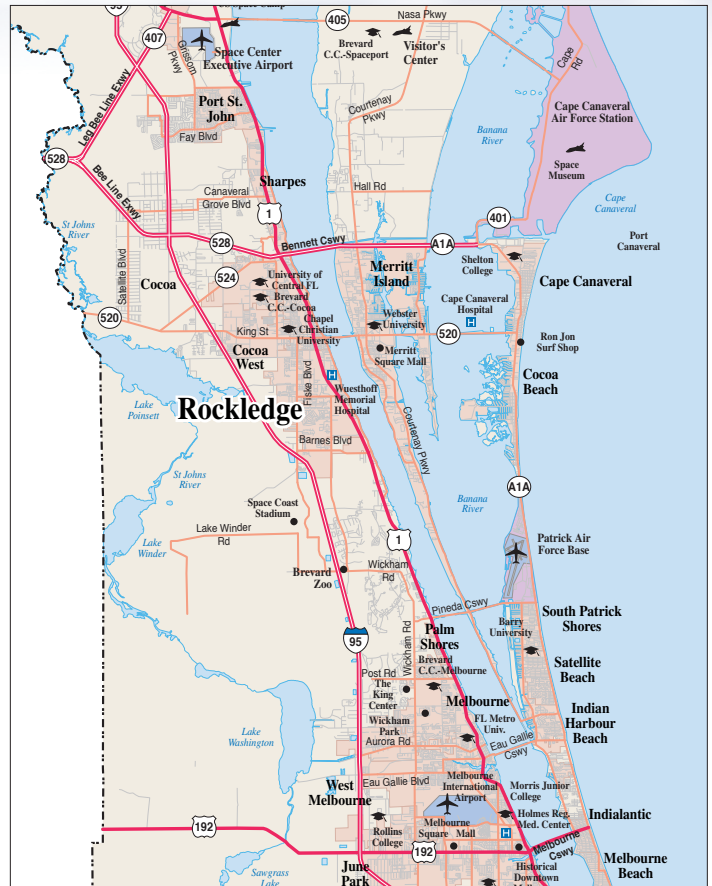 95
407
Grissom
Pkwy
Space Center
Executive Airport
405
Nasa Pkwy
Brevard
C.C.-Spaceport
Visitor's
Center
Cape
Rd
Leg Bee Line Exwy
Port St.
John
Fay Blvd
Courtenay
Pkwy
Cape Canaveral
Air Force Station
Banana
River
Space
Museum
528
Bee Line Exwy
Sharpes
Hall Rd
Canaveral
Grove Blvd
1
Cape
Canaveral
St Johns
River
401
Port
Canaveral
528
Bennett Cswy
A1A
Satellite Blvd
Shelton
College
Cocoa
524
University of
Central FL
Brevard
C.C.-Cocoa
Merritt
Island
Cape Canaveral
Cape Canaveral
Hospital
H
520
King St
Chapel
Christian
University
Webster
University
520
Ron Jon
Surf Shop
Merritt
Square Mall
Cocoa
West
Fiske Blvd
H
Wuesthoff
Memorial
Hospital
Cocoa
Beach
Lake
Poinsett
Rockledge
Courtenay Pkwy
Barnes Blvd
St Johns
River
A1A
Banana
River
Space Coast
Stadium
Lake Winder
Rd
Lake
Winder
1
Patrick Air
Force Base
Brevard
Zoo
Wickham
Rd
Pineda Cswy
South Patrick
Shores
95
Wickham Rd
Palm
Shores
Barry
University
Brevard
C.C.-Melbourne
Satellite
Beach
Post Rd
The
King
Center
Melbourne
Indian
Harbour
Beach
Wickham
Park
FL Metro
Univ.
Aurora Rd
Eau Gallie
Cswy
Lake
Washington
Eau Gallie Blvd
Melbourne
International
Airport
West
Melbourne
Morris Junior
College
Holmes Reg.
Med. Center
Indialantic
192
Rollins
College
Melbourne
Square Mall
H
192
Melbourne
Cswy
Melbourne
Beach
June
Park
Historical
Downtown
Sawgrass
Lake